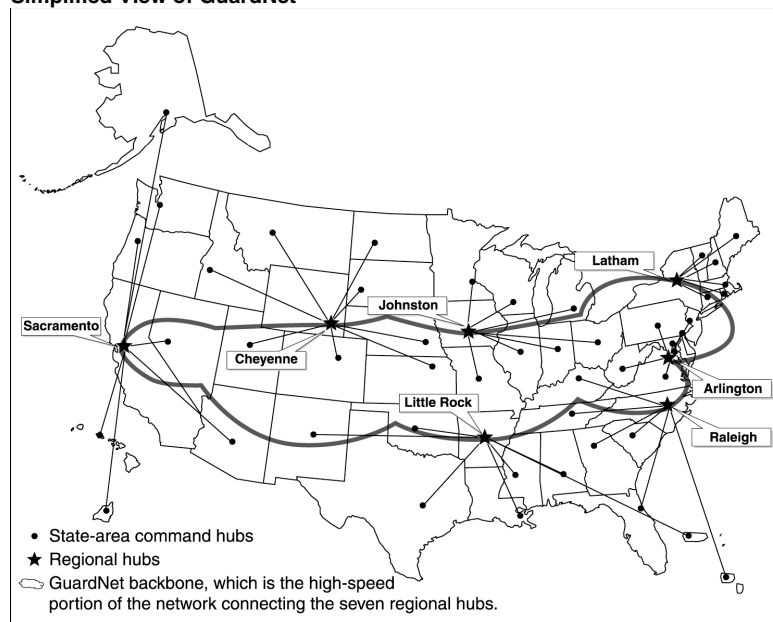 Simplified View of GuardNet
Latham
Johnston
Sacramento
Cheyenne
Little Rock
Arlington
Raleigh
State-area command hubs
Regional hubs
GuardNet backbone, which is the high-speed
portion of the network connecting the seven regional hubs.